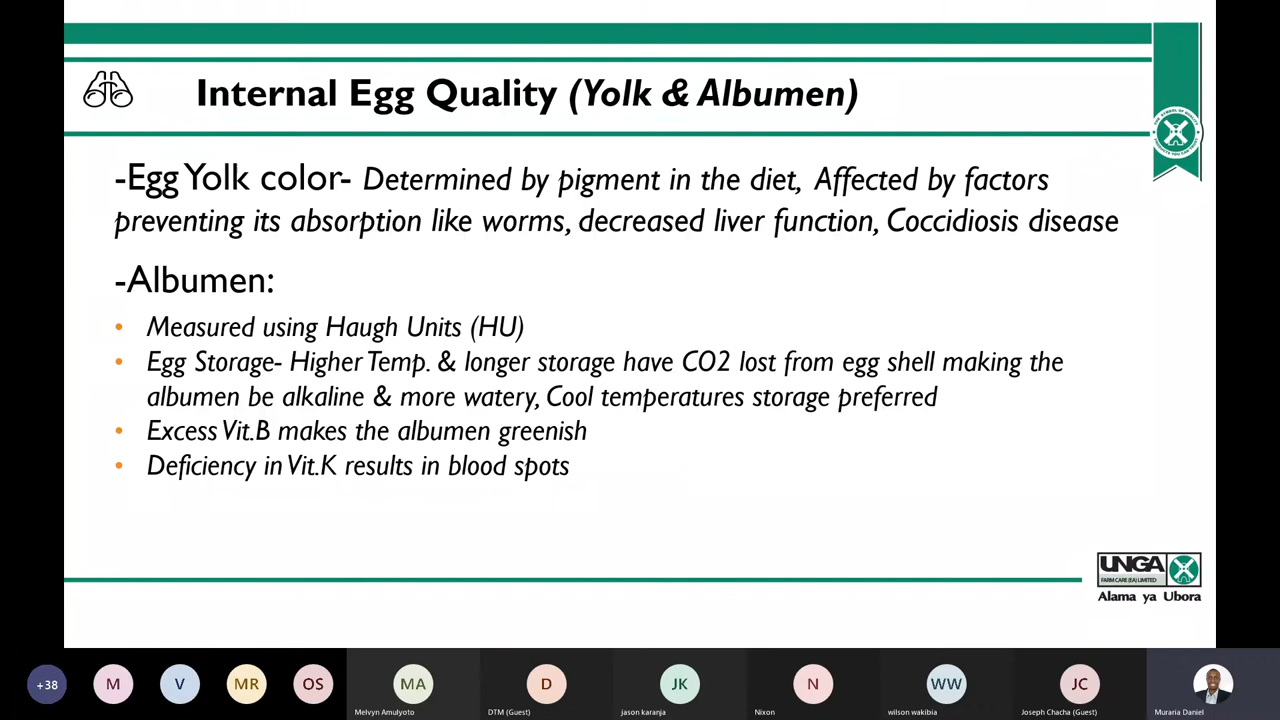 Internal Egg Quality (Yolk & Albumen)
-Egg Yolk color- Determined by pigment in the diet, Affected by factors
preventing its absorption like worms, decreased liver function, Coccidiosis disease
-Albumen:
• Measured using Haugh Units (HU)
• Egg Storage- Higher Temp. & longer storage have CO2 lost from egg shell making the
albumen be alkaline & more watery, Cool temperatures storage preferred
• Excess Vit.B makes the albumen greenish
• Deficiency in Vit.K results in blood spots
UNGA
FARM CARE (EA) LIMITED
Alama ya Ubora
+38
M
V
MR
OS
MA
D
JK
N
WW
JC
Melvyn Amulyoto
DTM (Guest)
jason karanja
Nixon
wilson wakibia
Joseph Chacha (Guest)
Muraria Daniel